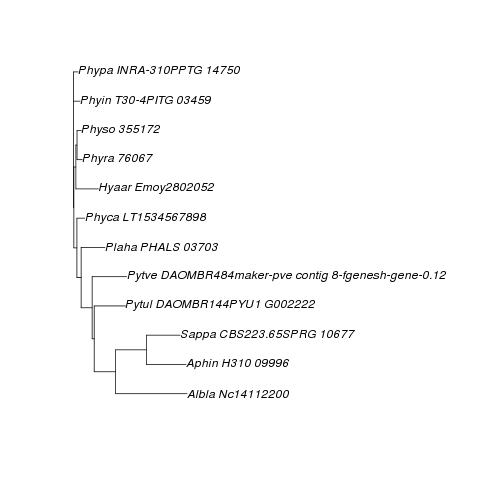 Phypa INRA-310PPTG 14750
Phyin T30-4PITG 03459
Physo 355172
Phyra 76067
Hyaar Emoy2802052
Phyca LT1534567898
Plaha PHALS 03703
Pytve DAOMBR484maker-pve contig 8-fgenesh-gene-0.12
Pytul DAOMBR144PYU1 G002222
Sappa CBS223.65SPRG 10677
Aphin H310 09996
Albla Nc14112200